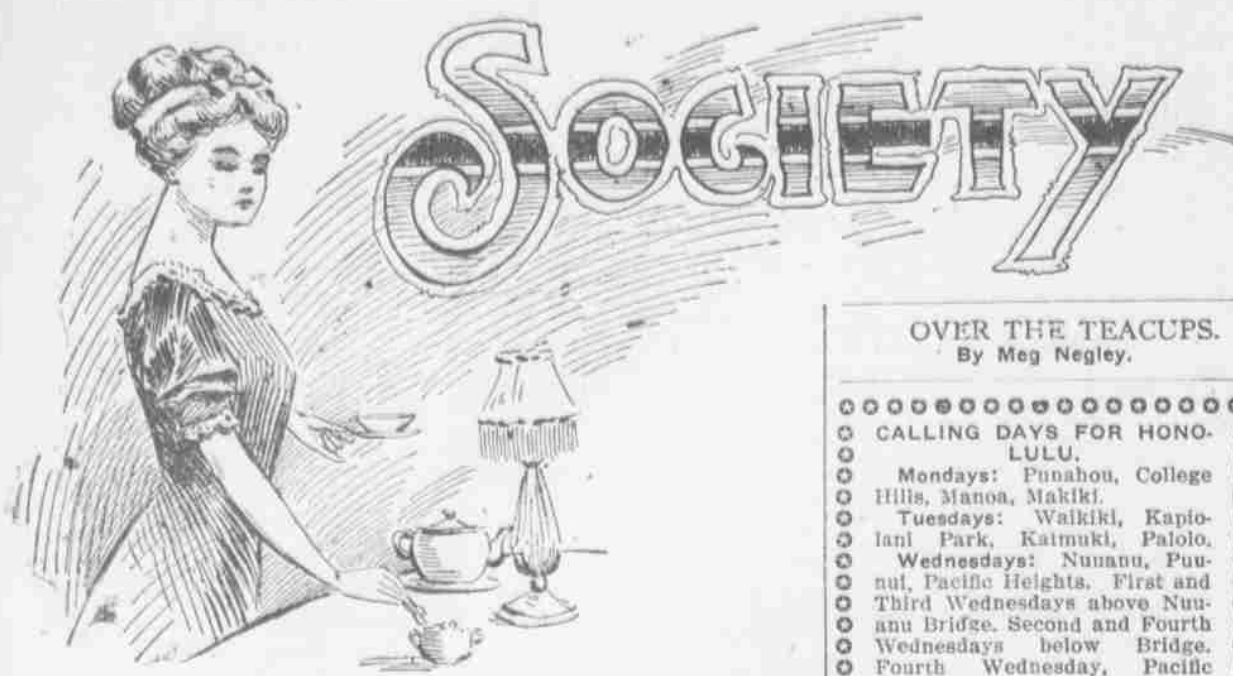 SOCIETY
OVER THE TEACUPS.
By Meg Negley.
CALLING DAYS FOR HONO-
LULU.
Mondays: Punahou, College
Hills, Manoa, Makiki.
Tuesdays: Waikiki, Kapio-
lani Park, Kaimuki, Palolo.
Wednesdays: Nuuanu, Puu-
nui, Pacific Heights. First and
Third Wednesdays above Nuu-
anu Bridge. Second and Fourth
Wednesdays below Bridge.
Fourth Wednesday, Pacific